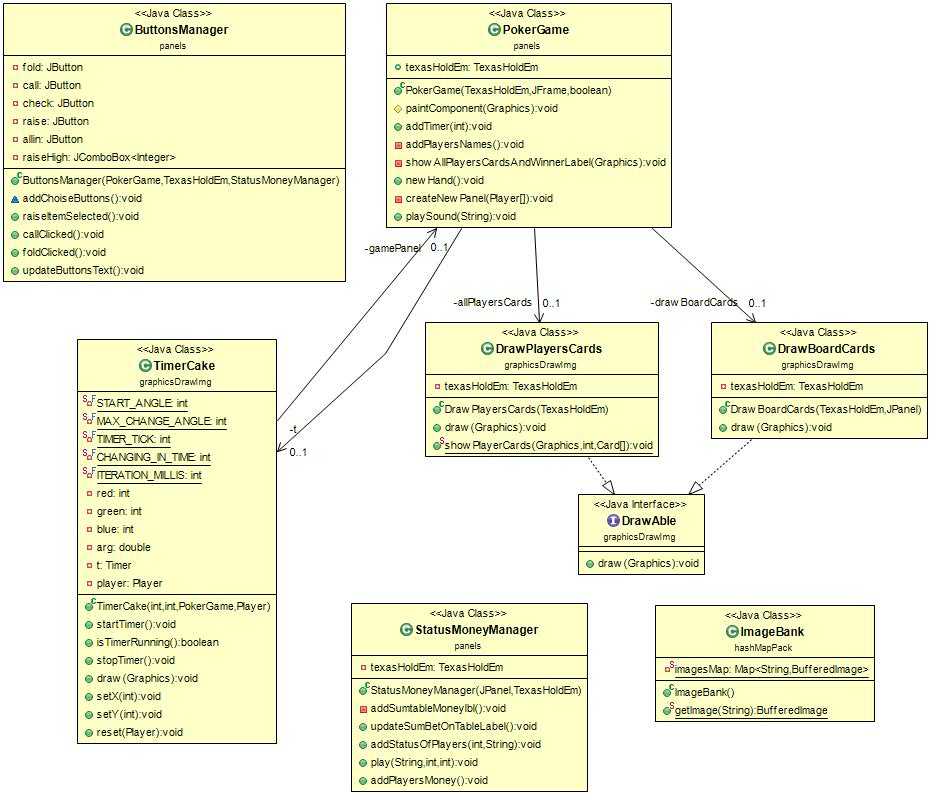 <<Java Class>>
ButtonsManager
panels
fold: JButton
call: JButton
check: JButton
raise: JButton
allin: JButton
raiseHigh: JComboBox<Integer>
ButtonsManager(PokerGame,TexasHoldEm,StatusMoneyManager)
addChoiseButtons():void
raiseItemSelected():void
callClicked():void
foldClicked():void
updateButtonsText():void
<<Java Class>>
PokerGame
panels
texasHoldEm: TexasHoldEm
PokerGame(TexasHoldEm,JFrame,boolean)
paintComponent(Graphics):void
addTimer(int):void
addPlayersNames():void
showAllPlayersCardsAndWinnerLabel(Graphics):void
newHand():void
createNewPanel(Player[]):void
playSound(String):void
-gamePanel
0..1
-allPlayersCards
0..1
-drawBoardCards
0..1
-t
0..1
<<Java Class>>
TimerCake
graphicsDrawImg
START_ANGLE: int
MAX_CHANGE_ANGLE: int
TIMER_TICK: int
CHANGING_IN_TIME: int
ITERATION_MILLIS: int
red: int
green: int
blue: int
arg: double
t: Timer
player: Player
TimerCake(int,int,PokerGame,Player)
startTimer():void
isTimerRunning():boolean
stopTimer():void
draw(Graphics):void
setX(int):void
setY(int):void
reset(Player):void
<<Java Class>>
DrawPlayersCards
graphicsDrawImg
texasHoldEm: TexasHoldEm
DrawPlayersCards(TexasHoldEm)
draw(Graphics):void
showPlayerCards(Graphics,int,Card[]):void
<<Java Class>>
DrawBoardCards
graphicsDrawImg
texasHoldEm: TexasHoldEm
DrawBoardCards(TexasHoldEm,JPanel)
draw(Graphics):void
<<Java Interface>>
DrawAble
graphicsDrawImg
draw(Graphics):void
<<Java Class>>
StatusMoneyManager
panels
texasHoldEm: TexasHoldEm
StatusMoneyManager(JPanel,TexasHoldEm)
addSumtableMoneylbl():void
updateSumBetOnTableLabel():void
addStatusOfPlayers(int,String):void
play(String,int,int):void
addPlayersMoney():void
<<Java Class>>
ImageBank
hashMapPack
imagesMap: Map<String,BufferedImage>
ImageBank()
getImage(String):BufferedImage